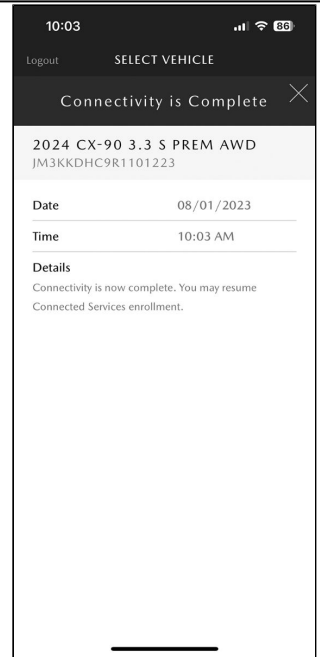 10:03
86
Logout
SELECT VEHICLE
Connectivity is Complete
2024 CX-90 3.3 S PREM AWD
JM3KKDHC9R1101223
Date 08/01/2023
Time 10:03 AM
Details
Connectivity is now complete. You may resume
Connected Services enrollment.